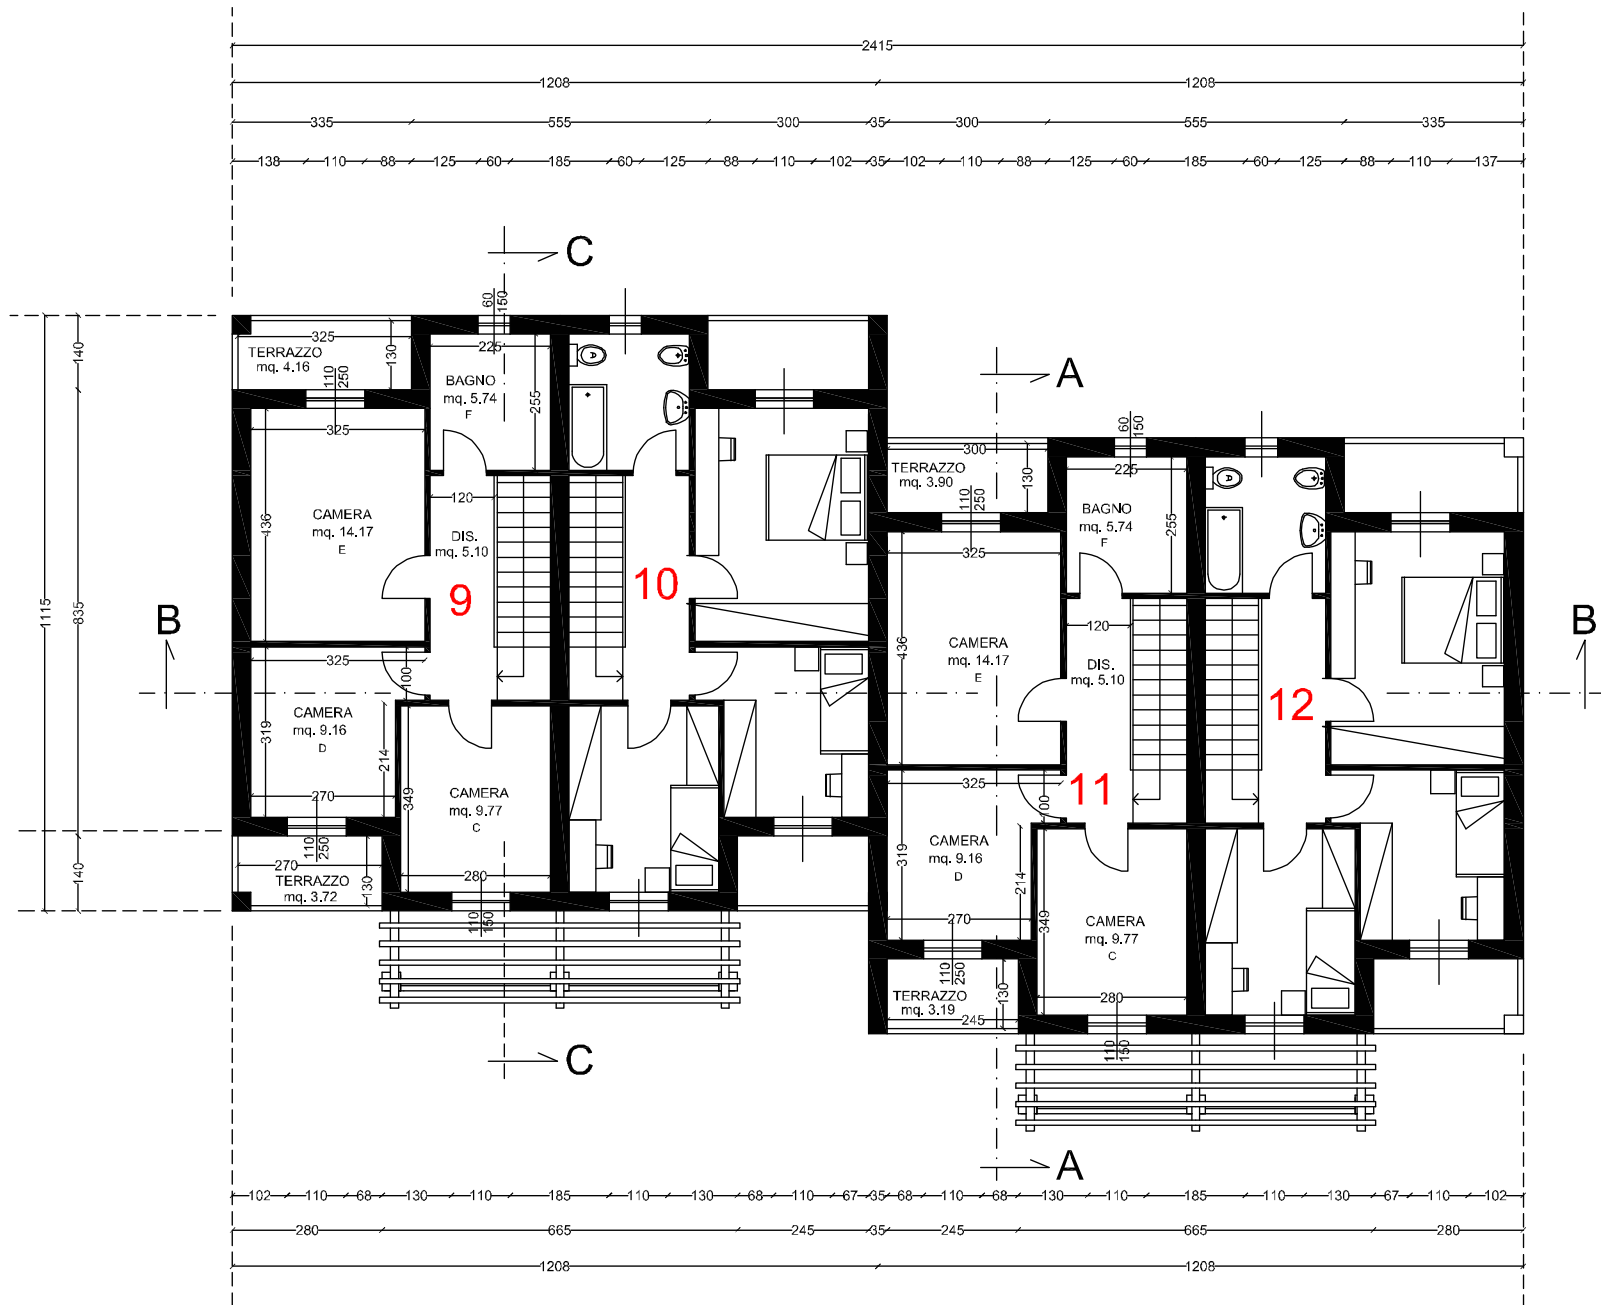 2415
1208 1208
335 555 300 35 300 555 335
138 110 88 125 60 185 60 125 88 110 102 35 102 110 88 125 60 185 60 125 88 110 137
C
A
60 150
325
TERRAZZO
mq. 4.16
130
110 250
225
BAGNO
mq. 5.74
F
255
325
436
CAMERA
mq. 14.17
E
120
DIS.
mq. 5.10
9
10
325
100
319
CAMERA
mq. 9.16
D
214
270
349
CAMERA
mq. 9.77
C
280
110 250
270
TERRAZZO
mq. 3.72
130
110 150
140
835
140
1115
B
B
60 150
300
TERRAZZO
mq. 3.90
130
110 250
225
BAGNO
mq. 5.74
F
255
325
436
CAMERA
mq. 14.17
E
120
DIS.
mq. 5.10
11
12
325
100
319
CAMERA
mq. 9.16
D
214
270
349
CAMERA
mq. 9.77
C
280
110 250
TERRAZZO
mq. 3.19
130
245
110 150
C
A
102 110 68 130 110 185 110 130 68 110 67 35 68 110 68 130 110 185 110 130 67 110 102
280 665 245 35 245 665 280
1208 1208